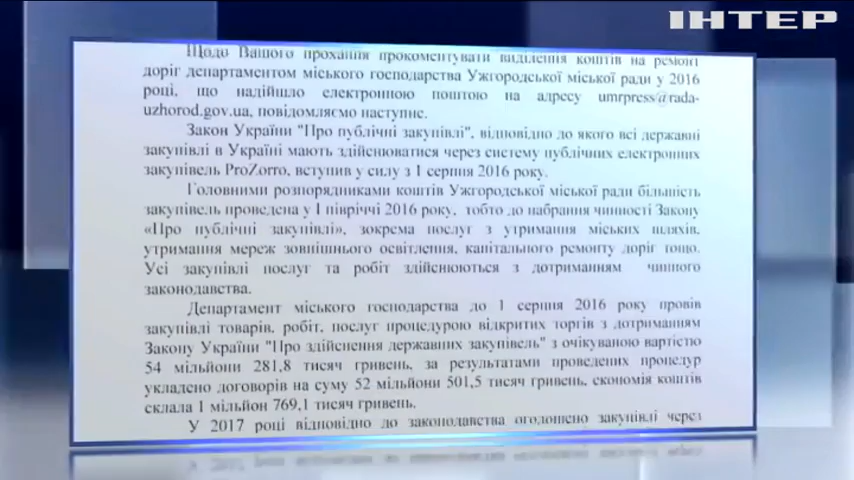 ІНТЕР
Щодо Вашого прохання прокоментувати виділення коштів на ремонт
доріг департаментом міського господарства Ужгородської міської ради у 2016
році, що надійшло електронною поштою на адресу umrpress@rada-
uzhorod.gov.ua, повідомляємо наступне.
Закон України "Про публічні закупівлі", відповідно до якого всі державні
закупівлі в Україні мають здійснюватися через систему публічних електронних
закупівель ProZorro, вступив у силу з 1 серпня 2016 року.
Головними розпорядниками коштів Ужгородської міської ради більшість
закупівель проведена у І півріччі 2016 року, тобто до набрання чинності Закону
«Про публічні закупівлі», зокрема послуг з утримання міських шляхів,
утримання мереж зовнішнього освітлення, капітального ремонту доріг тощо.
Усі закупівлі послуг та робіт здійснюються з дотриманням чинного
законодавства.
Департамент міського господарства до 1 серпня 2016 року провів
закупівлі товарів, робіт, послуг процедурою відкритих торгів з дотриманням
Закону України "Про здійснення державних закупівель" з очікуваною вартістю
54 мільйони 281,8 тисяч гривень, за результатами проведених процедур
укладено договорів на суму 52 мільйони 501,5 тисяч гривень, економія коштів
склала 1 мільйон 769,1 тисяч гривень.
У 2017 році відповідно до законодавства оголошено закупівлі через